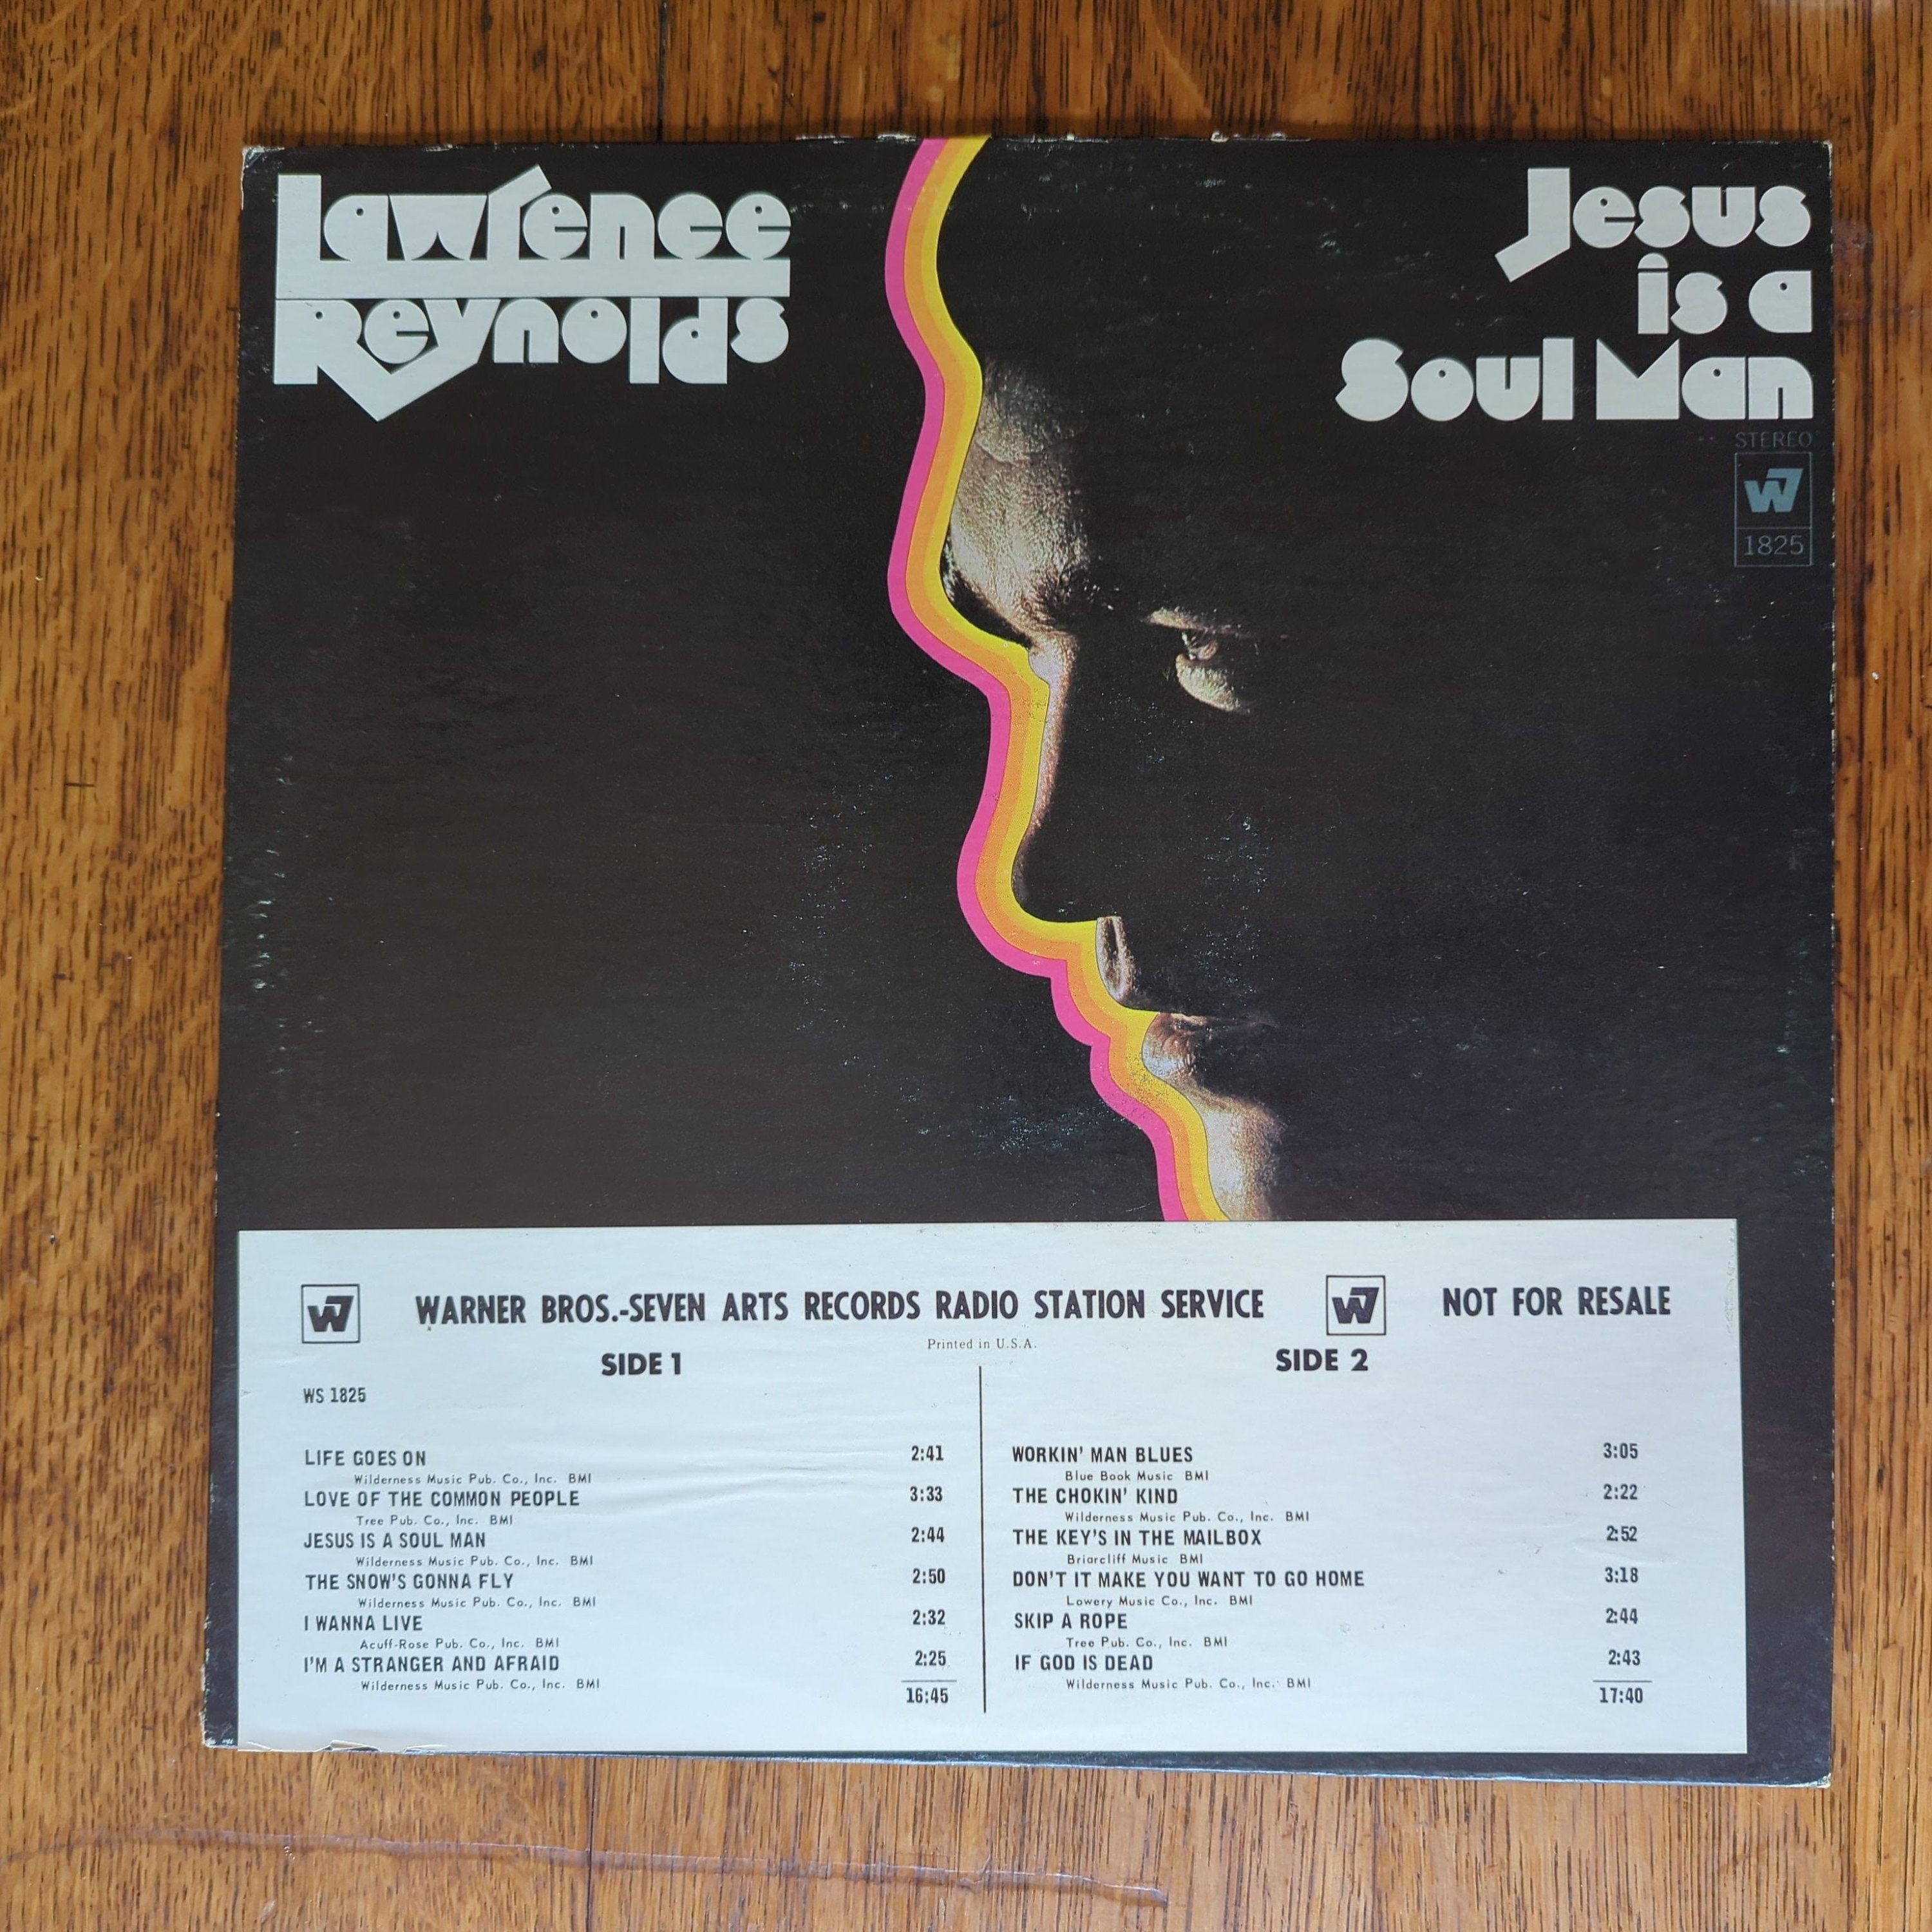 Lawrence
Reynolds
Jesus
is a
Soul Man
STEREO
W7
1825
W7 WARNER BROS.-SEVEN ARTS RECORDS RADIO STATION SERVICE W7 NOT FOR RESALE
Printed in U.S.A.
SIDE 1
WS 1825
LIFE GOES ON 2:41
Wilderness Music Pub. Co., Inc. BMI
LOVE OF THE COMMON PEOPLE 3:33
Tree Pub. Co., Inc. BMI
JESUS IS A SOUL MAN 2:44
Wilderness Music Pub. Co., Inc. BMI
THE SNOW'S GONNA FLY 2:50
Wilderness Music Pub. Co., Inc. BMI
I WANNA LIVE 2:32
Acuff-Rose Pub. Co., Inc. BMI
I'M A STRANGER AND AFRAID 2:25
Wilderness Music Pub. Co., Inc. BMI
16:45
SIDE 2
WORKIN' MAN BLUES 3:05
Blue Book Music BMI
THE CHOKIN' KIND 2:22
Wilderness Music Pub. Co., Inc. BMI
THE KEY'S IN THE MAILBOX 2:52
Briarcliff Music BMI
DON'T IT MAKE YOU WANT TO GO HOME 3:18
Lowery Music Co., Inc. BMI
SKIP A ROPE 2:44
Tree Pub. Co., Inc. BMI
IF GOD IS DEAD 2:43
Wilderness Music Pub. Co., Inc. BMI
17:40